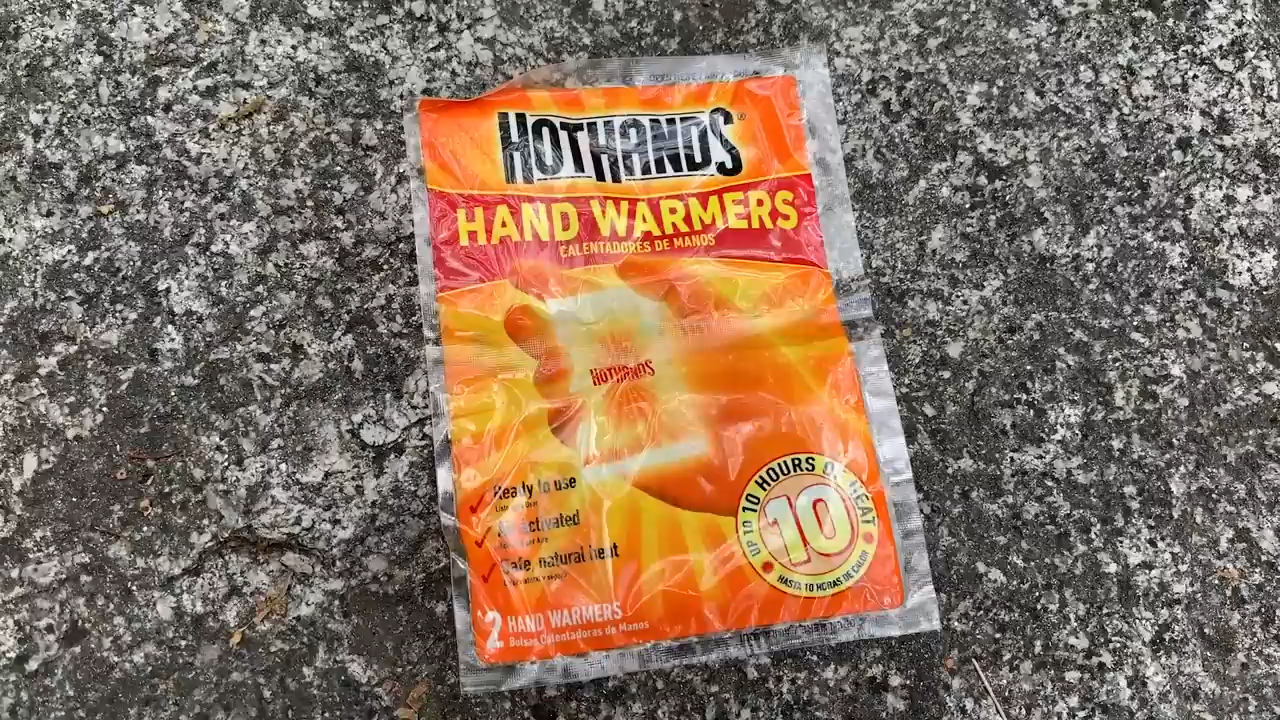 HOTHANDS®
HAND WARMERS
CALENTADORES DE MANOS
HOTHANDS
Ready to use
activated
Safe, natural heat
UP TO 10 HOURS OF HEAT
10
HASTA 10 HORAS DE CALOR
2 HAND WARMERS
Bolsas Calentadoras de Manos